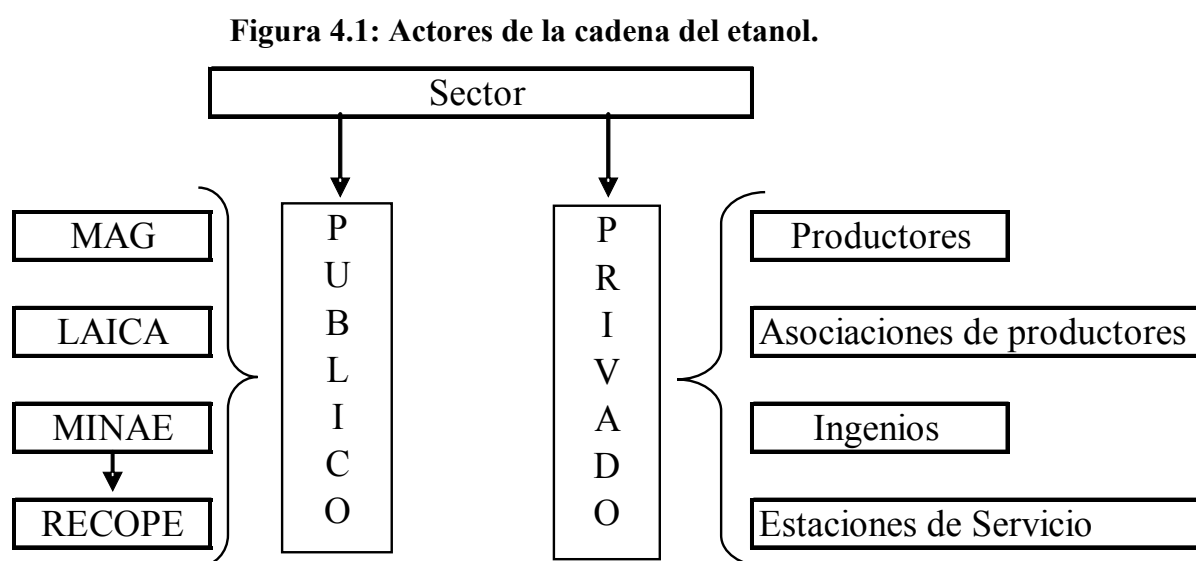 Figura 4.1: Actores de la cadena del etanol.
Sector
MAG
LAICA
MINAE
RECOPE
P
U
B
L
I
C
O
P
R
I
V
A
D
O
Productores
Asociaciones de productores
Ingenios
Estaciones de Servicio